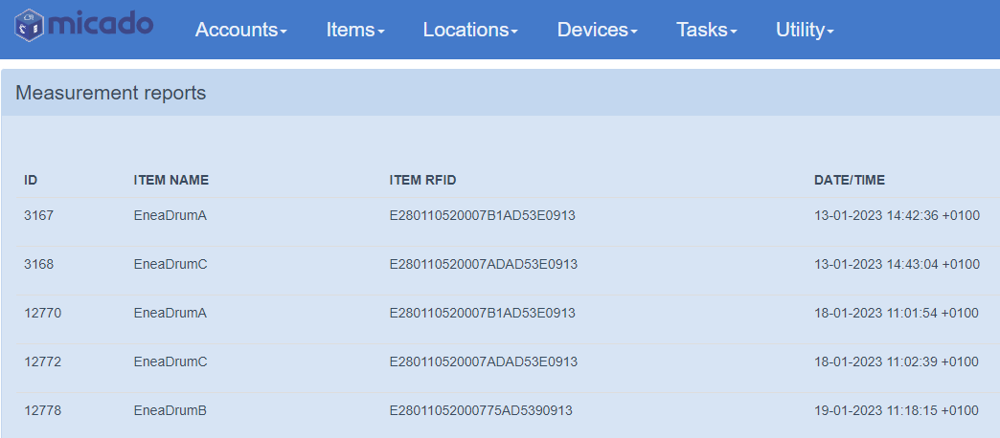 micado Accounts Items Locations Devices Tasks Utility
Measurement reports
ID ITEM NAME ITEM RFID DATE/TIME
3167 EneaDrumA E280110520007B1AD53E0913 13-01-2023 14:42:36 +0100
3168 EneaDrumC E280110520007ADAD53E0913 13-01-2023 14:43:04 +0100
12770 EneaDrumA E280110520007B1AD53E0913 18-01-2023 11:01:54 +0100
12772 EneaDrumC E280110520007ADAD53E0913 18-01-2023 11:02:39 +0100
12778 EneaDrumB E28011052000775AD5390913 19-01-2023 11:18:15 +0100